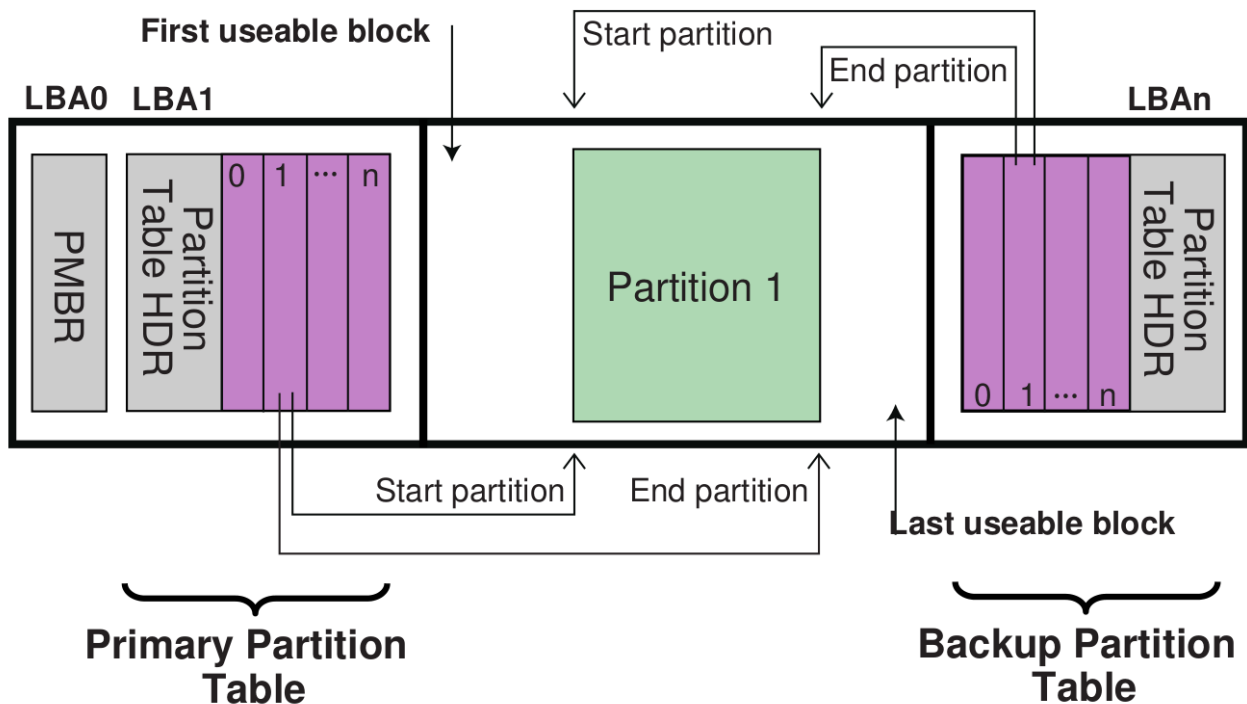 First useable block
Start partition
End partition
LBA0
LBA1
LBAn
PMBR
Partition
Table HDR
0 1 ... n
Partition 1
0 1 ... n
Partition
Table HDR
Start partition
End partition
Last useable block
Primary Partition
Table
Backup Partition
Table